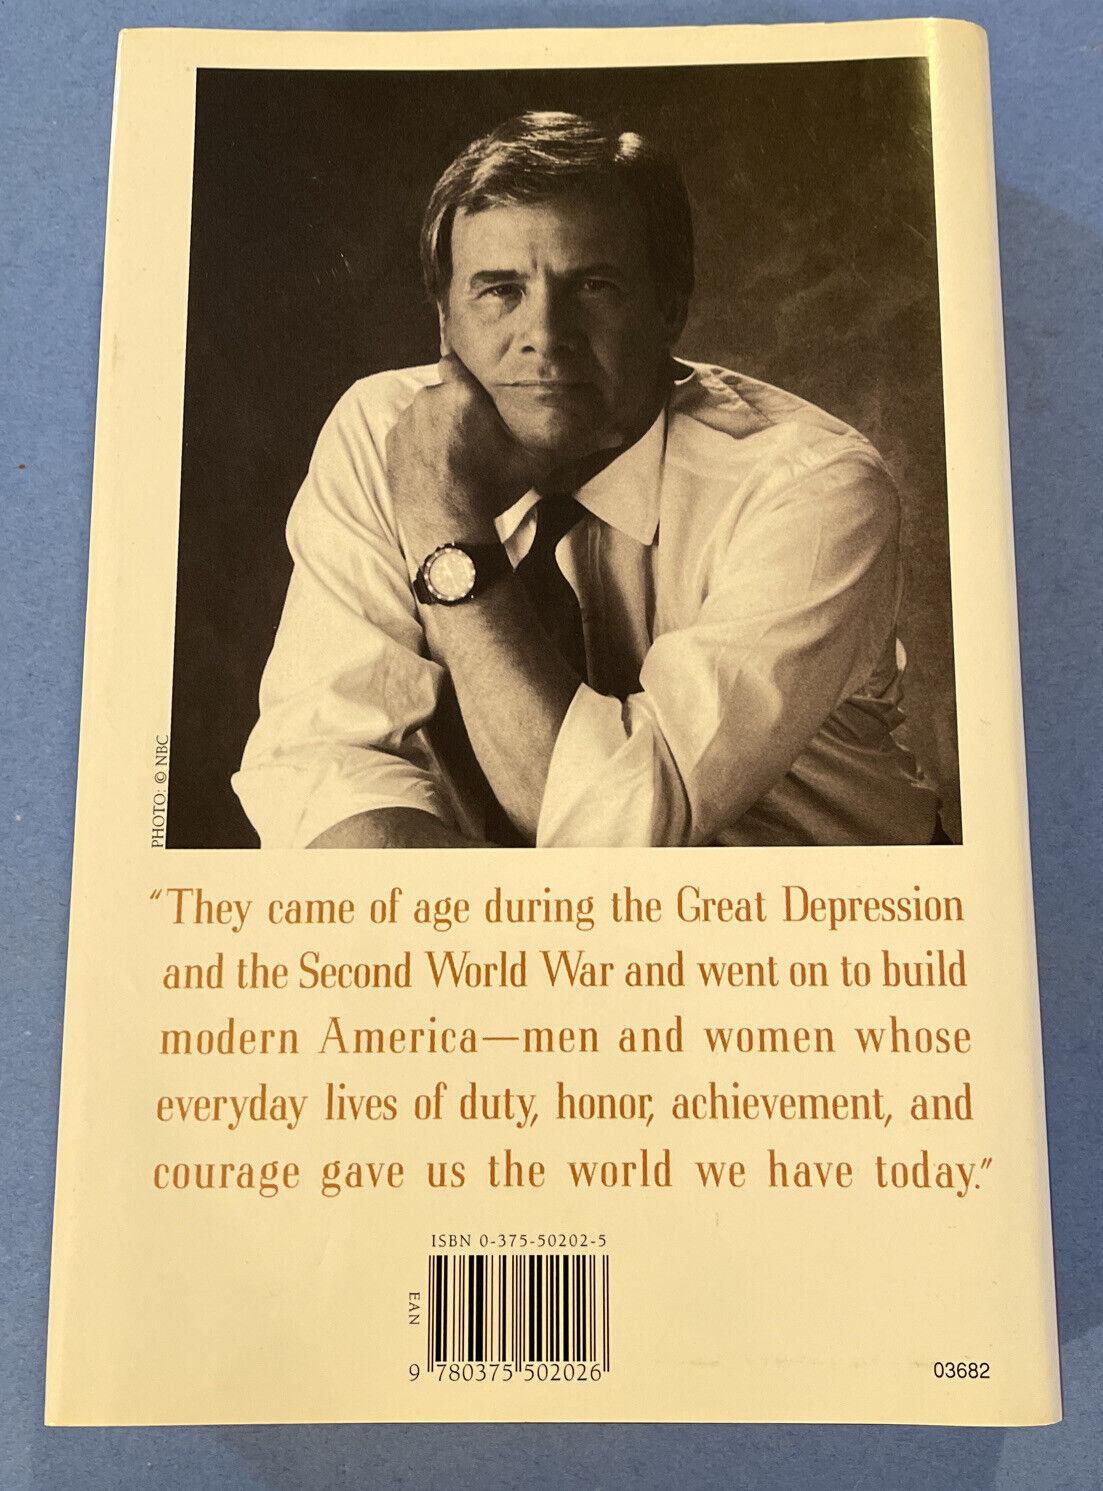 PHOTO: © NBC
“They came of age during the Great Depression
and the Second World War and went on to build
modern America—men and women whose
everyday lives of duty, honor, achievement, and
courage gave us the world we have today.”
ISBN 0-375-50202-5
EAN
9 780375 502026
03682